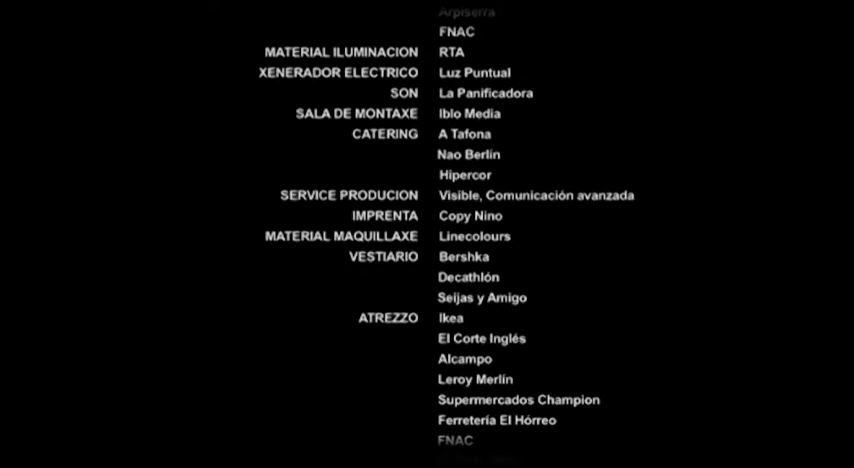 Arpiserra
FNAC
MATERIAL ILUMINACION RTA
XENERADOR ELECTRICO Luz Puntual
SON La Panificadora
SALA DE MONTAXE Iblo Media
CATERING A Tafona
Nao Berlín
Hipercor
SERVICE PRODUCION Visible, Comunicación avanzada
IMPRENTA Copy Nino
MATERIAL MAQUILLAXE Linecolours
VESTIARIO Bershka
Decathlón
Seijas y Amigo
ATREZZO Ikea
El Corte Inglés
Alcampo
Leroy Merlín
Supermercados Champion
Ferretería El Hórreo
FNAC